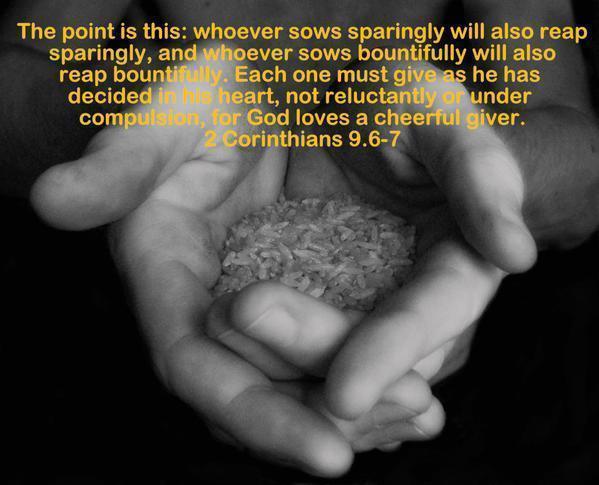 The point is this: whoever sows sparingly will also reap
sparingly, and whoever sows bountifully will also
reap bountifully. Each one must give as he has
decided in his heart, not reluctantly or under
compulsion, for God loves a cheerful giver.
2 Corinthians 9.6-7